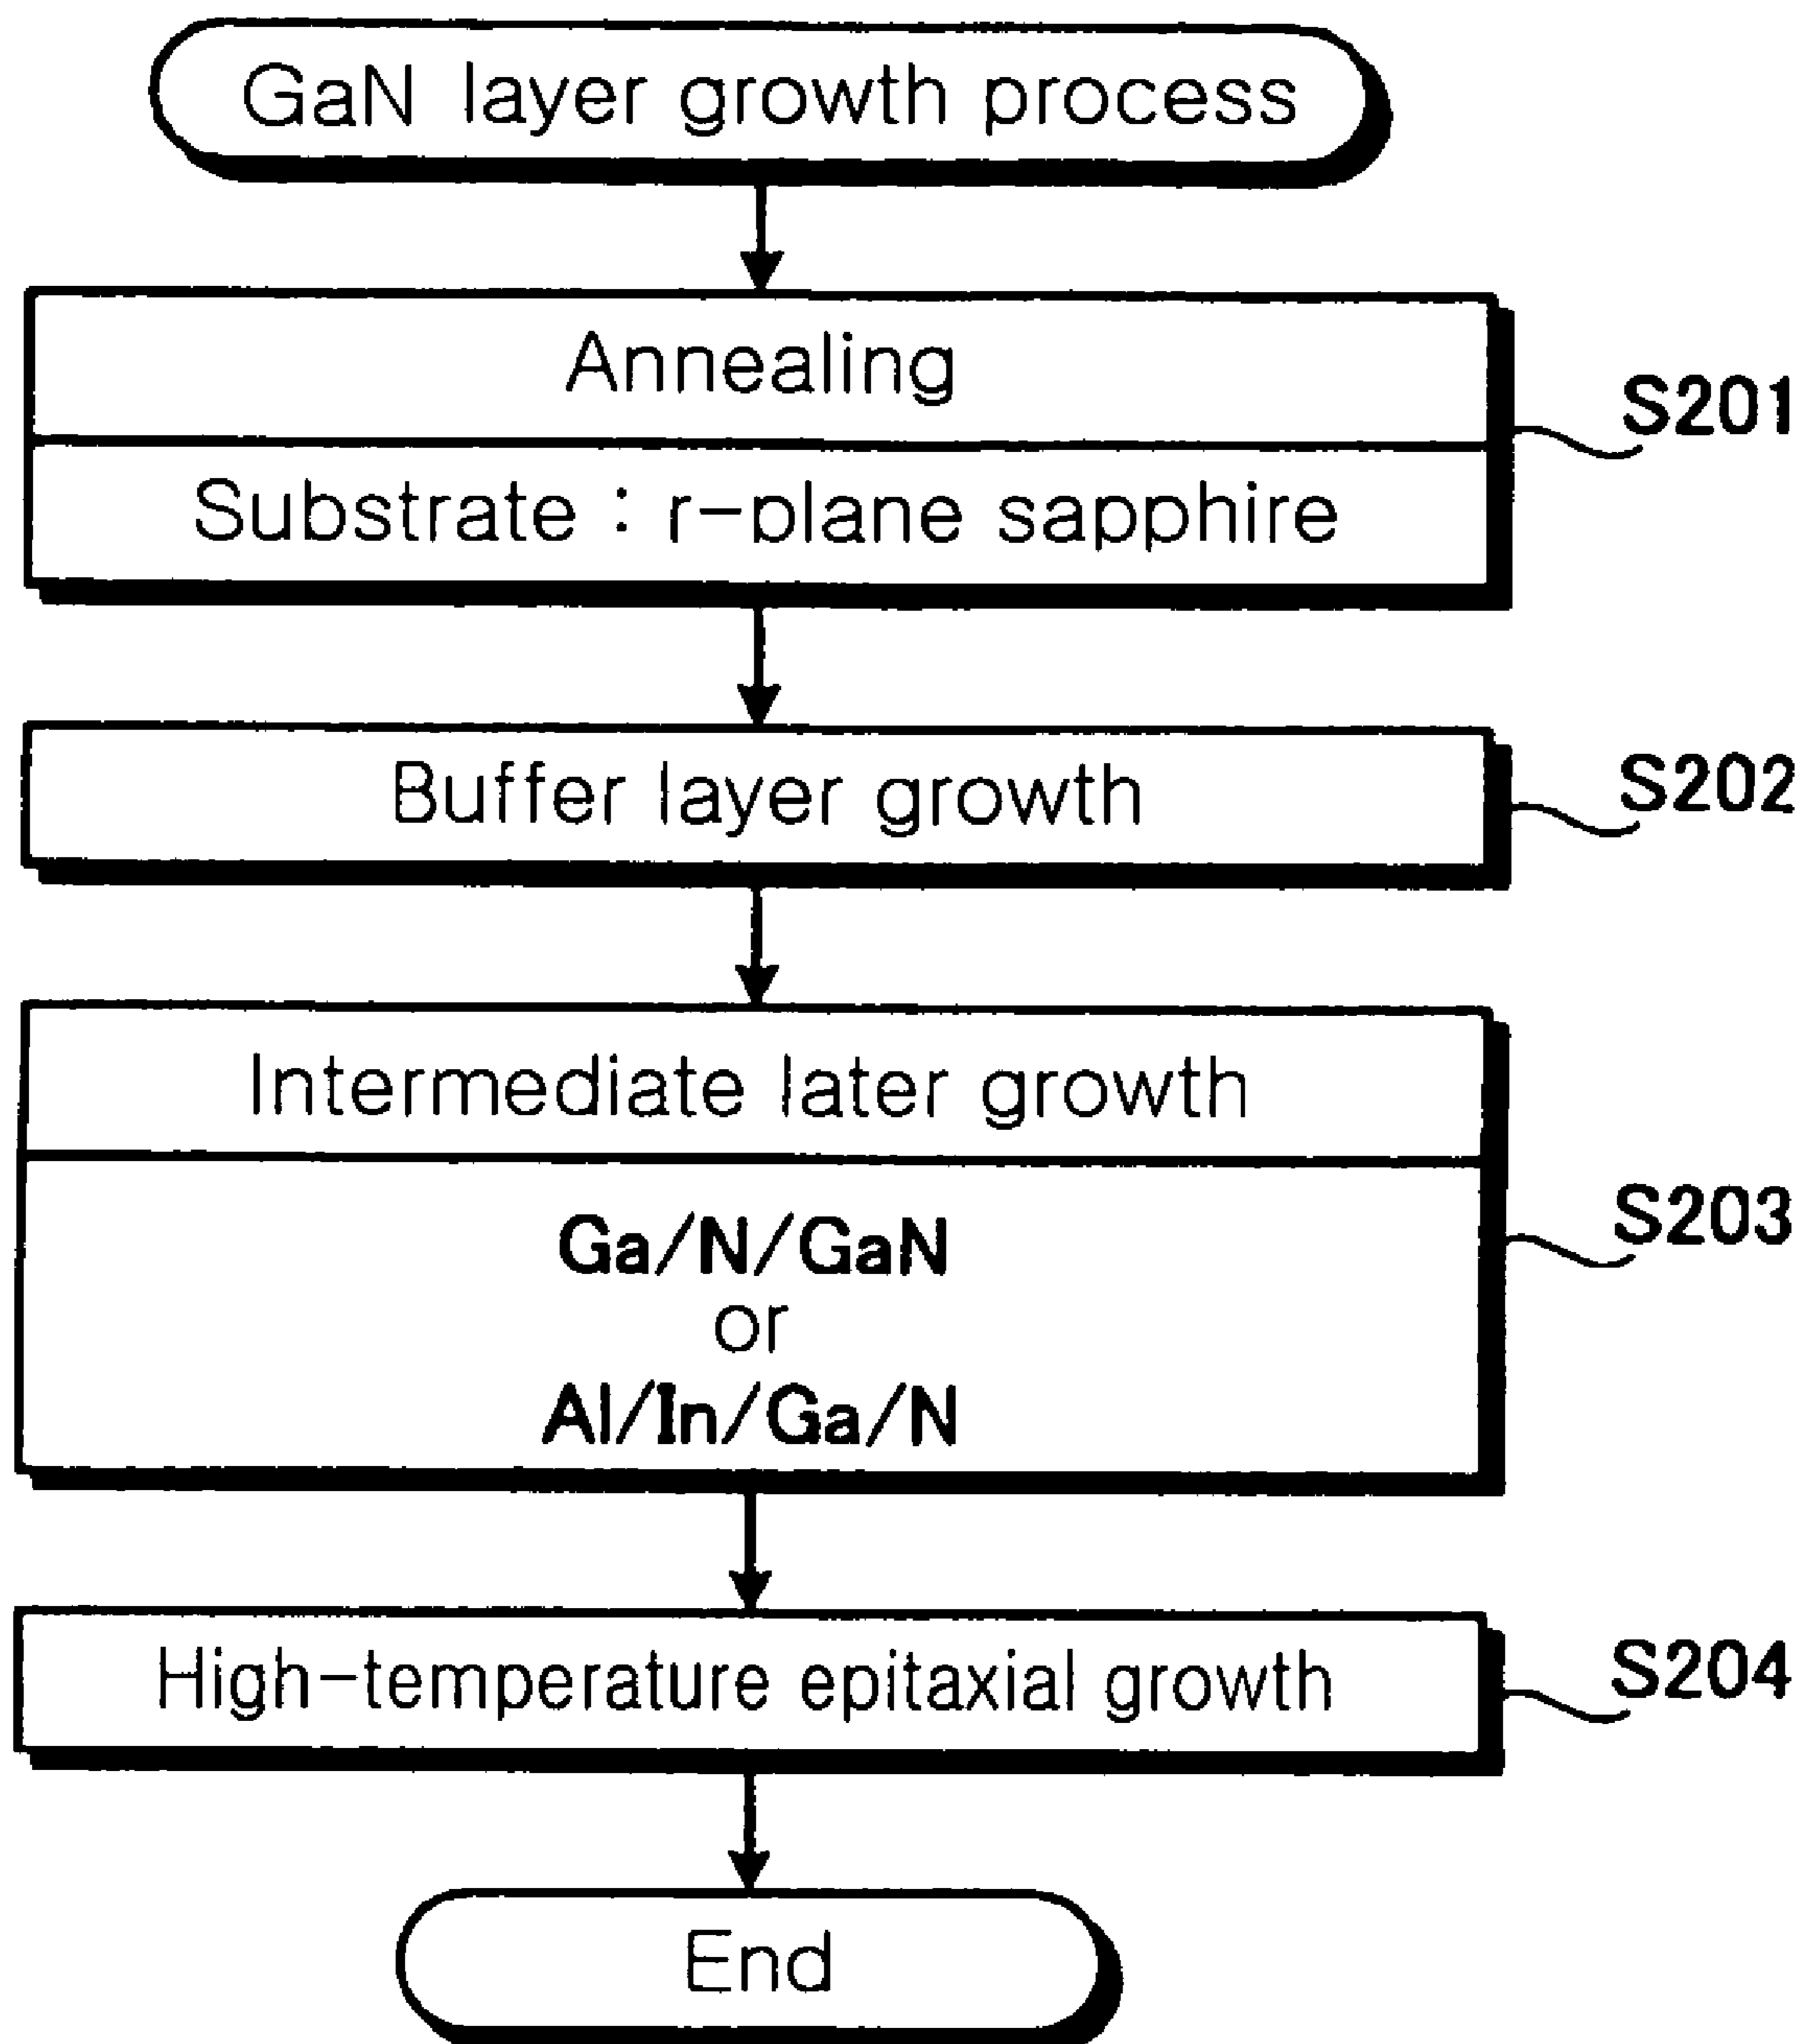 GaN layer growth process
Annealing
S201
Substrate : r-plane sapphire
Buffer layer growth
S202
Intermediate later growth
Ga/N/GaN
S203
or
Al/In/Ga/N
High-temperature epitaxial growth
S204
End